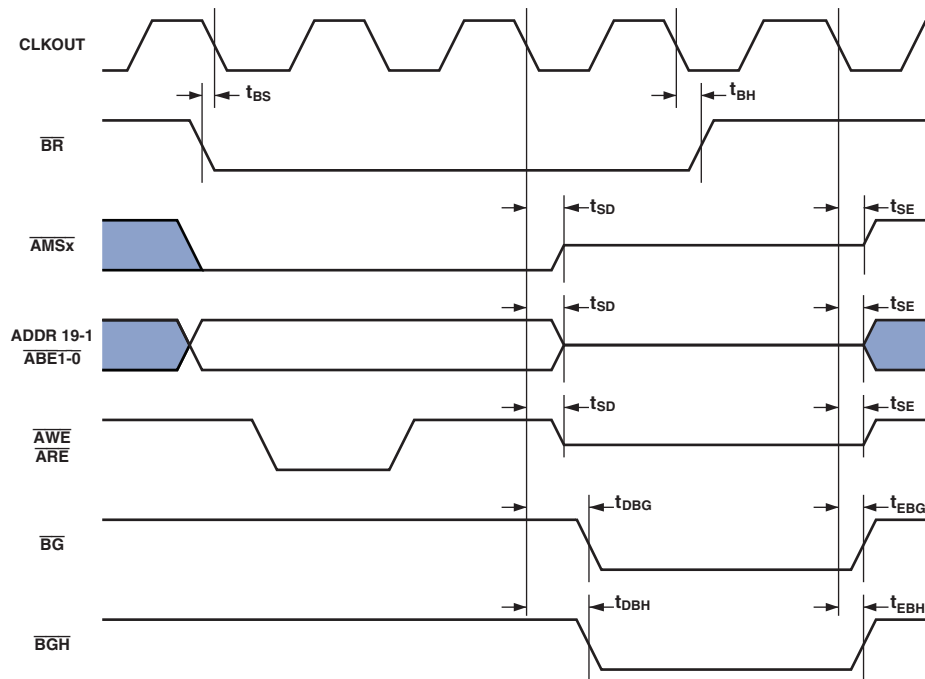 CLKOUT
tBS
tBH
BR
AMSx
tSD
tSE
ADDR 19-1
ABE1-0
tSD
tSE
AWE
ARE
tSD
tSE
BG
tDBG
tEBG
BGH
tDBH
tEBH